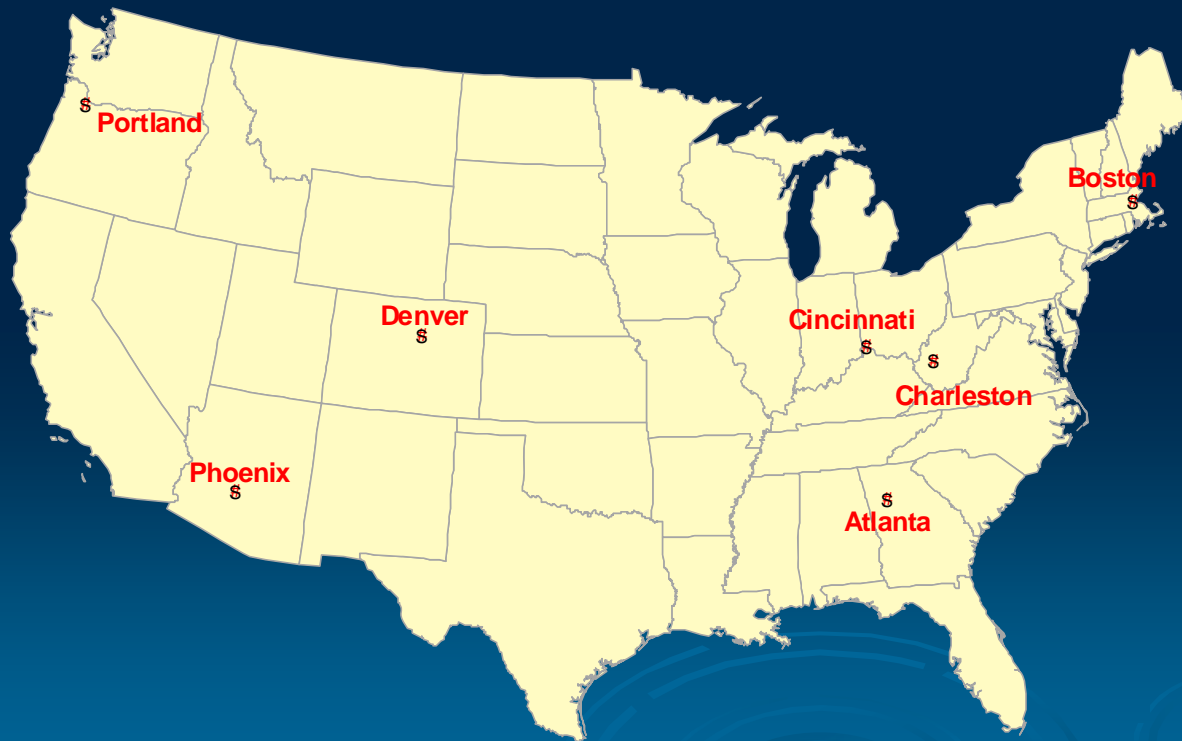 Portland
Boston
Denver
Cincinnati
Charleston
Phoenix
Atlanta